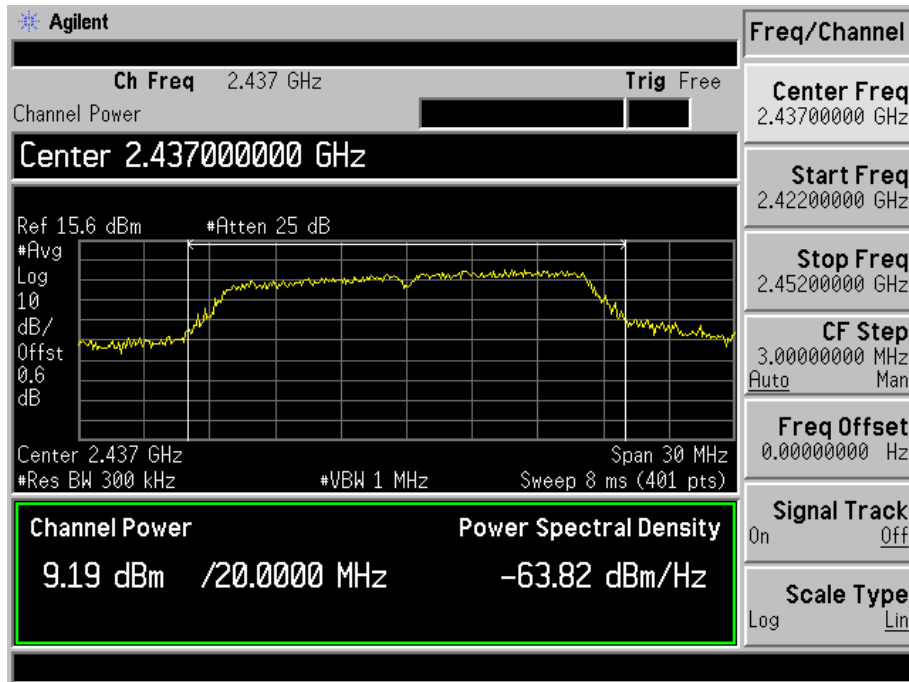 Agilent
Freq/Channel
Ch Freq 2.437 GHz Trig Free
Channel Power
Center 2.437000000 GHz
Ref 15.6 dBm #Atten 25 dB
#Avg
Log
10
dB/
Offst
0.6
dB
Center 2.437 GHz Span 30 MHz
#Res BW 300 kHz #VBW 1 MHz Sweep 8 ms (401 pts)
Channel Power Power Spectral Density
9.19 dBm /20.0000 MHz -63.82 dBm/Hz
Center Freq
2.43700000 GHz
Start Freq
2.42200000 GHz
Stop Freq
2.45200000 GHz
CF Step
3.00000000 MHz
Auto Man
Freq Offset
0.00000000 Hz
Signal Track
On Off
Scale Type
Log Lin